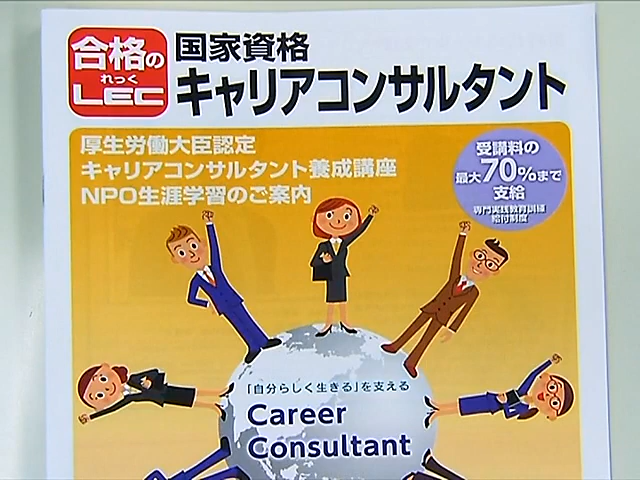 合格の
れっく
LEC
国家資格
キャリアコンサルタント
厚生労働大臣認定
キャリアコンサルタント養成講座
NPO生涯学習のご案内
受講料の
最大70%まで
支給
専門実践教育訓練
給付制度
「自分らしく生きる」を支える
Career
Consultant